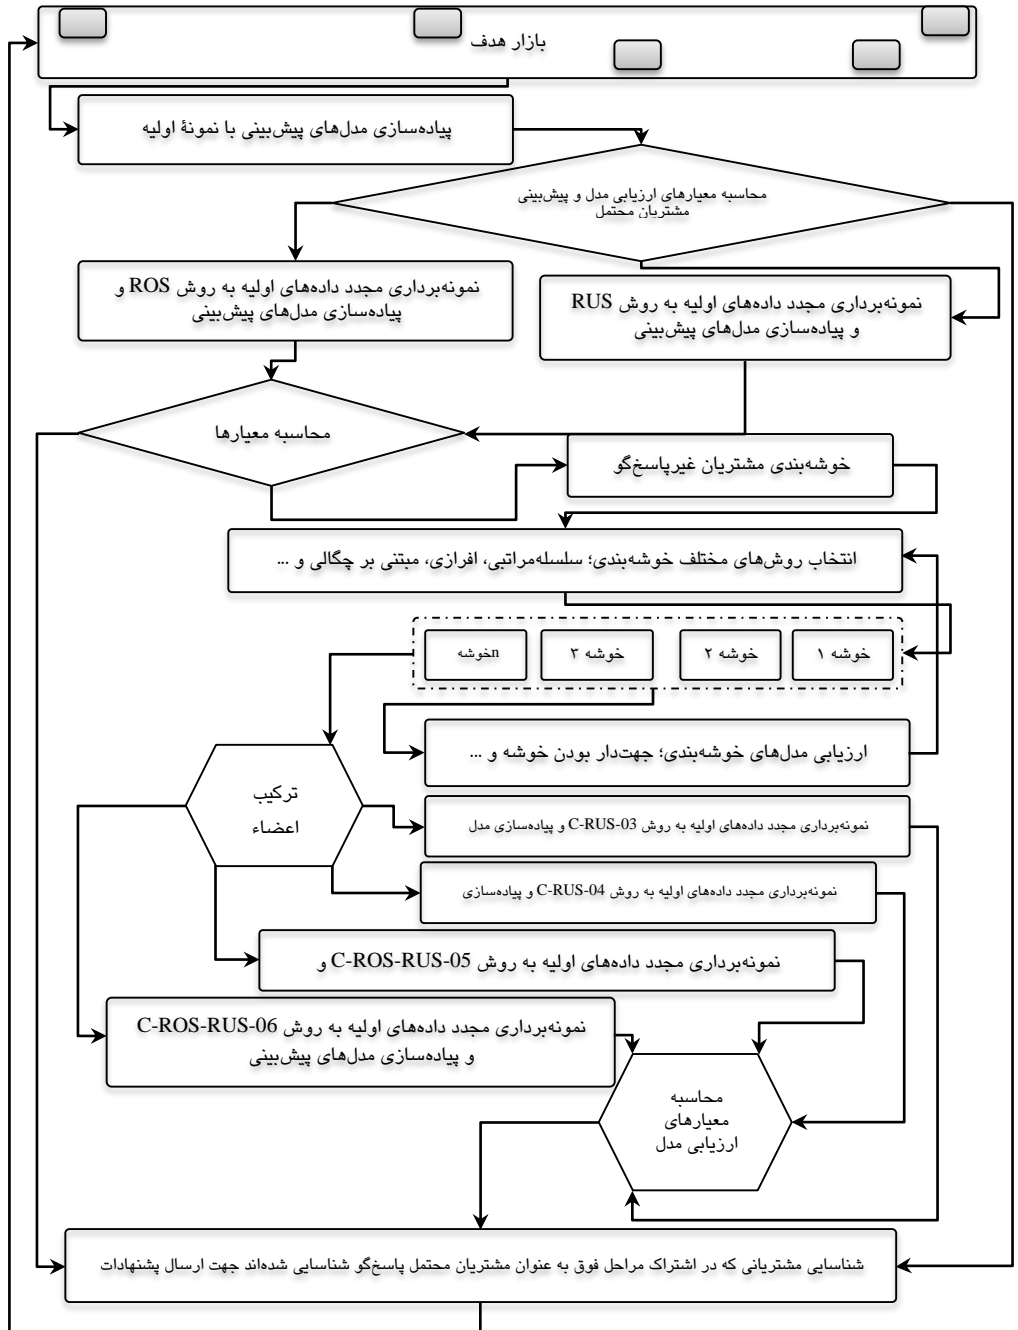 بازار هدف
پیاده‌سازی مدل‌های پیش‌بینی با نمونۀ اولیه
محاسبه معیارهای ارزیابی مدل و پیش‌بینی
مشتریان محتمل
نمونه‌برداری مجدد داده‌های اولیه به روش ROS و
پیاده‌سازی مدل‌های پیش‌بینی
نمونه‌برداری مجدد داده‌های اولیه به روش RUS
و پیاده‌سازی مدل‌های پیش‌بینی
محاسبه معیارها
خوشه‌بندی مشتریان غیرپاسخ‌گو
انتخاب روش‌های مختلف خوشه‌بندی؛ سلسله‌مراتبی، افرازی، مبتنی بر چگالی و ...
خوشه ۱
خوشه ۲
خوشه ۳
خوشهn
ارزیابی مدل‌های خوشه‌بندی؛ جهت‌دار بودن خوشه و ...
ترکیب
اعضاء
نمونه‌برداری مجدد داده‌های اولیه به روش C-RUS-03 و پیاده‌سازی مدل
نمونه‌برداری مجدد داده‌های اولیه به روش C-RUS-04 و پیاده‌سازی
نمونه‌برداری مجدد داده‌های اولیه به روش C-ROS-RUS-05 و
نمونه‌برداری مجدد داده‌های اولیه به روش C-ROS-RUS-06
و پیاده‌سازی مدل‌های پیش‌بینی
محاسبه
معیارهای
ارزیابی مدل
شناسایی مشتریانی که در اشتراک مراحل فوق به عنوان مشتریان محتمل پاسخ‌گو شناسایی شده‌اند جهت ارسال پشنهادات